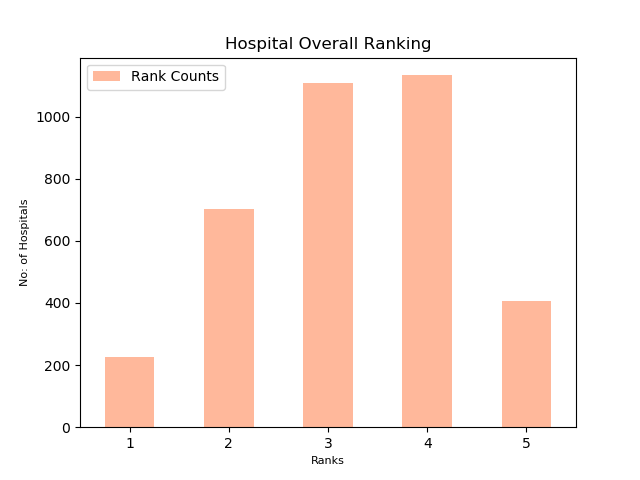 Hospital Overall Ranking
Rank Counts
1000
800
600
400
200
0
No: of Hospitals
1 2 3 4 5
Ranks